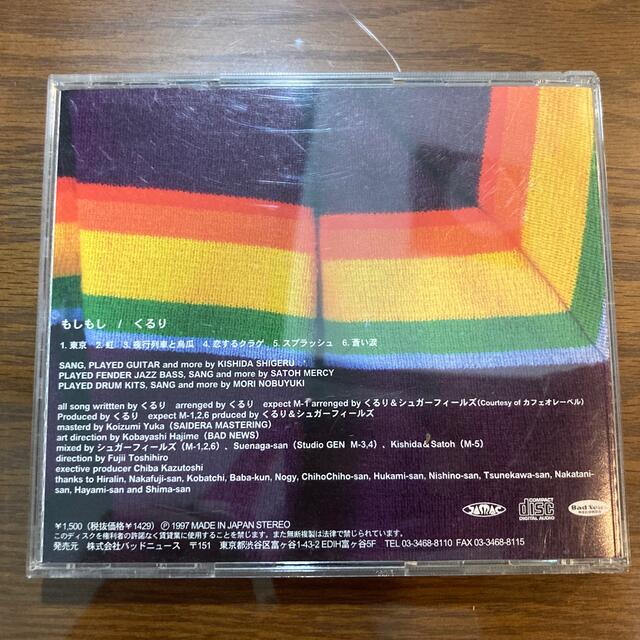 もしもし / くるり
1. 東京 2. 虹 3. 夜行列車と烏瓜 4. 恋するクラゲ 5. スプラッシュ 6. 蒼い涙
SANG, PLAYED GUITAR and more by KISHIDA SHIGERU
PLAYED FENDER JAZZ BASS, SANG and more by SATOH MERCY
PLAYED DRUM KITS, SANG and more by MORI NOBUYUKI
all song writtten by くるり arranged by くるり expect M-1 arranged by くるり&シュガーフィールズ(Courtesy of カフェオレーベル)
Produced by くるり expect M-1,2,6 produced by くるり&シュガーフィールズ
masterd by Koizumi Yuka (SAIDERA MASTERING)
art direction by Kobayashi Hajime (BAD NEWS)
mixed by シュガーフィールズ (M-1,2,6) 、Suenaga-san (Studio GEN M-3,4) 、Kishida & Satoh (M-5)
direction by Fujii Toshihiro
exective producer Chiba Kazutoshi
thanks to Hiralin, Nakafuji-san, Kobatchi, Baba-kun, Nogy, ChihoChiho-san, Hukami-san, Nishino-san, Tsunekawa-san, Nakatani-
san, Hayami-san and Shima-san
JASRAC
COMPACT
disc
DIGITAL AUDIO
Bad News
RECORDS
¥1,500 (税抜価格¥1429) Ⓟ 1997 MADE IN JAPAN STEREO
このディスクを権利者の許諾なく賃貸業に使用することを禁じます。また無断複製は法律で禁じられています。
発売元 株式会社バッドニュース 〒151 東京都渋谷区富ヶ谷1-43-2 EDIH富ヶ谷5F TEL 03-3468-8110 FAX 03-3468-8115